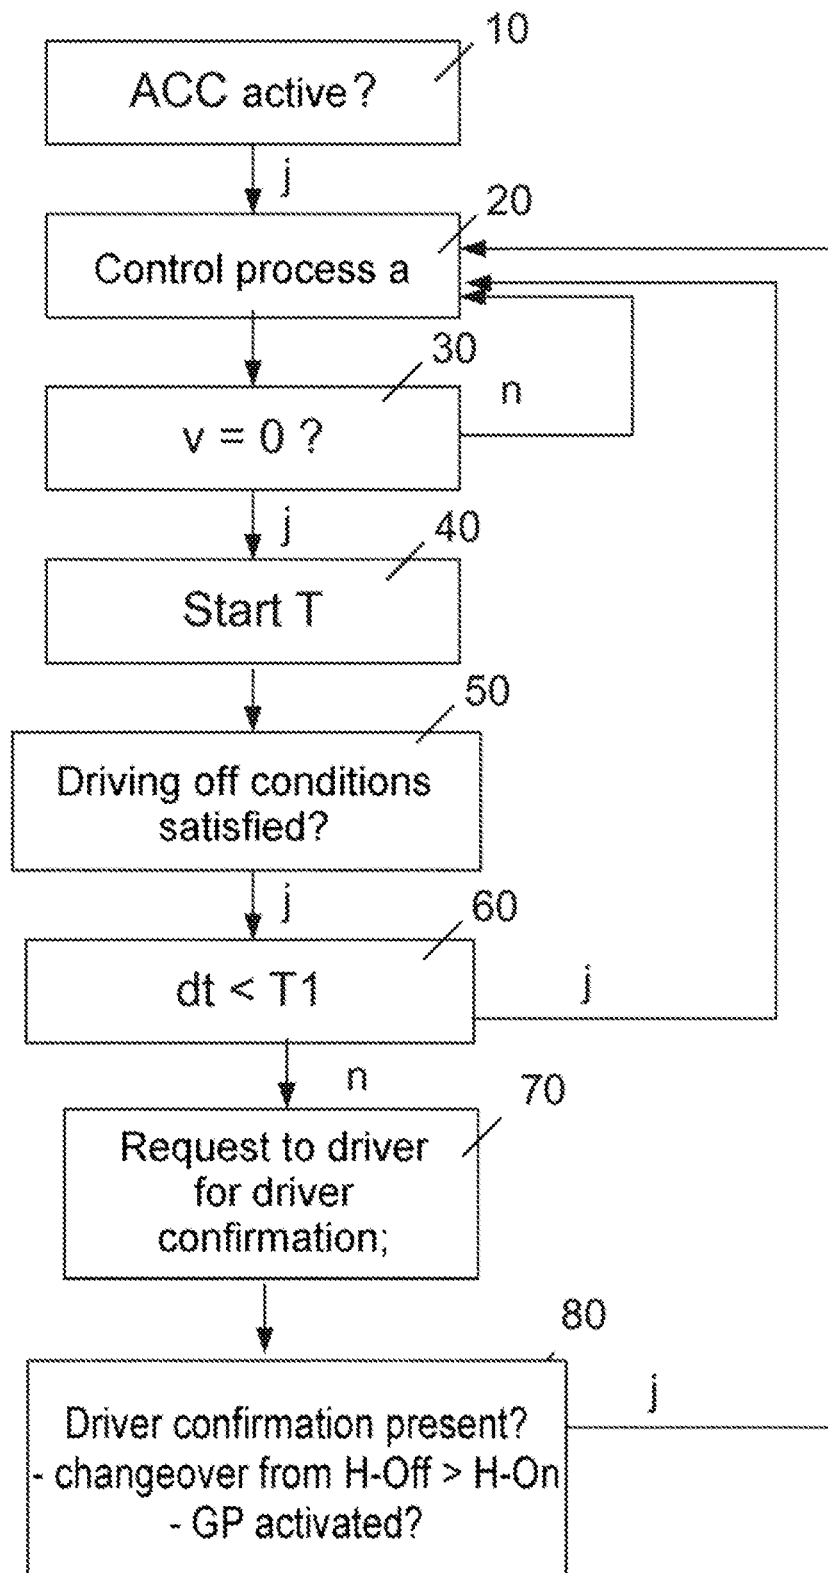 10
ACC active?
j
20
Control process a
30
n
v = 0 ?
j
40
Start T
50
Driving off conditions
satisfied?
j
60
dt < T1
j
n
70
Request to driver
for driver
confirmation;
80
j
Driver confirmation present?
- changeover from H-Off > H-On
- GP activated?